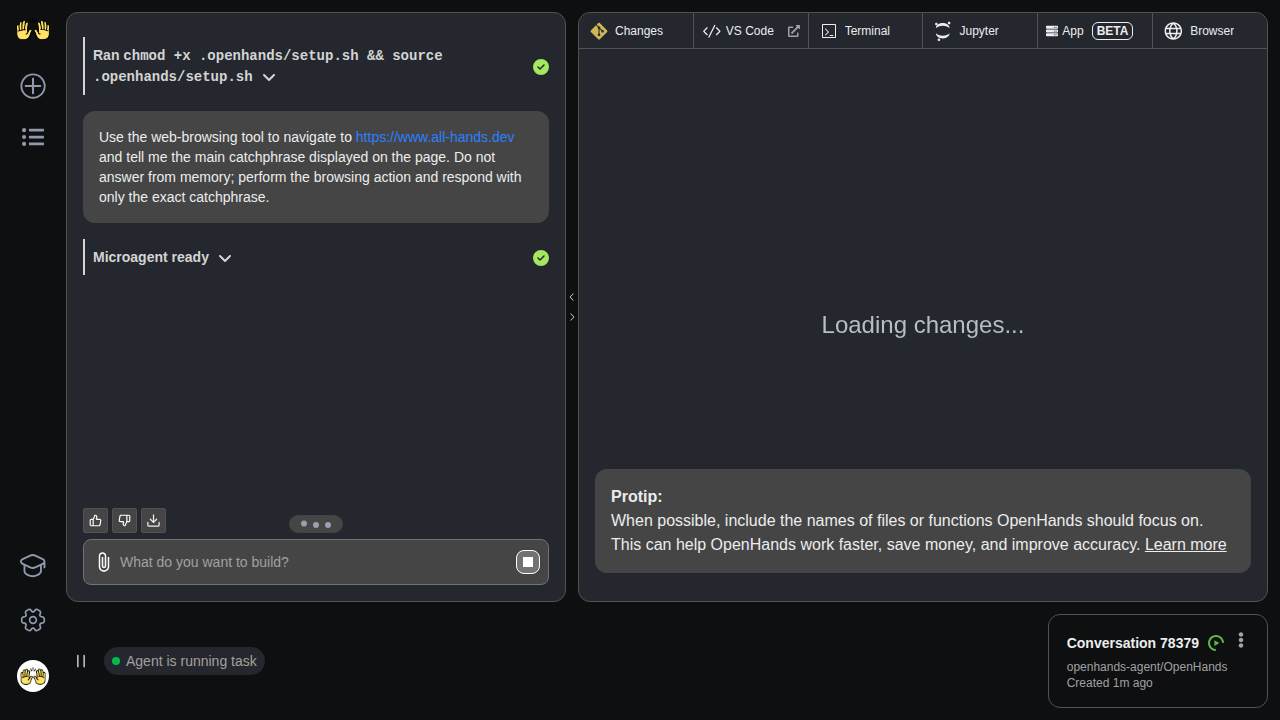 Ran chmod +x .openhands/setup.sh && source
.openhands/setup.sh
Use the web-browsing tool to navigate to https://www.all-hands.dev
and tell me the main catchphrase displayed on the page. Do not
answer from memory; perform the browsing action and respond with
only the exact catchphrase.
Microagent ready
What do you want to build?
Agent is running task
Changes
VS Code
Terminal
Jupyter
App BETA
Browser
Loading changes...
Protip:
When possible, include the names of files or functions OpenHands should focus on.
This can help OpenHands work faster, save money, and improve accuracy. Learn more
Conversation 78379
openhands-agent/OpenHands
Created 1m ago